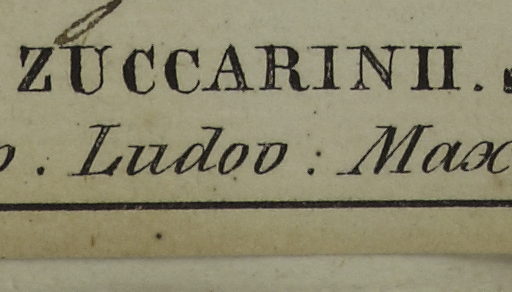 ZUCCARINII.
. Ludov. Max